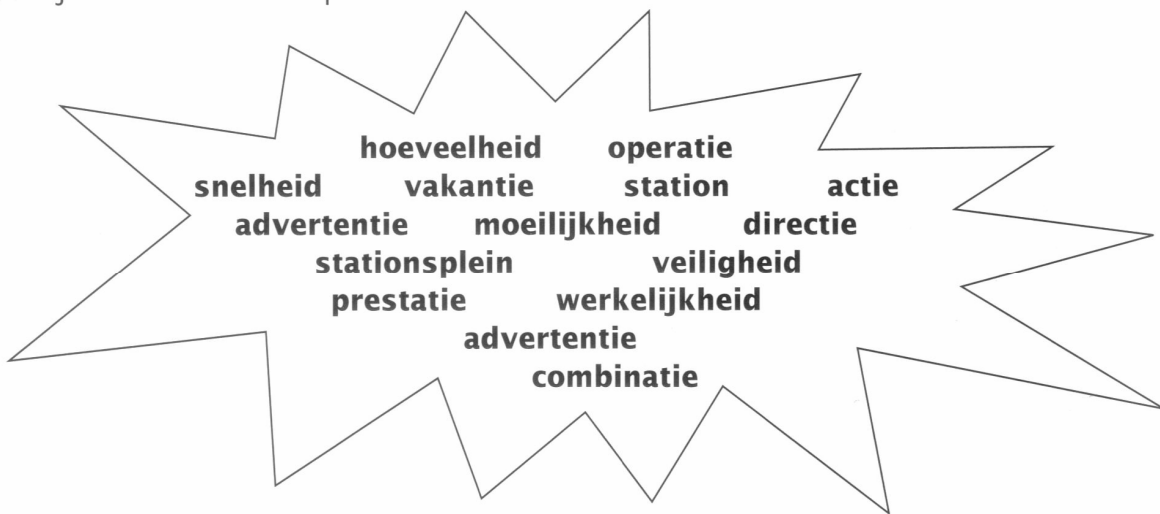 hoeveelheid operatie
snelheid vakantie station actie
advertentie moeilijkheid directie
stationsplein veiligheid
prestatie werkelijkheid
advertentie
combinatie